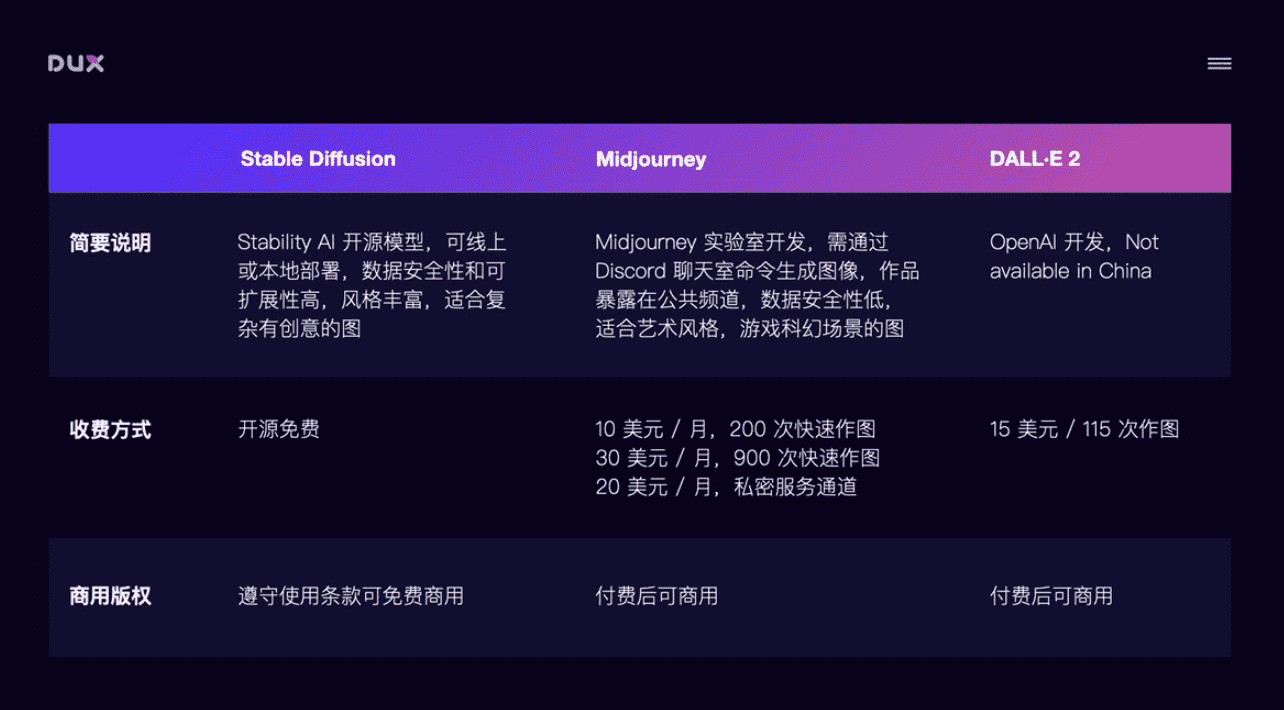 DUX
Stable Diffusion
Midjourney
DALL·E 2
简要说明
Stability AI 开源模型，可线上
或本地部署，数据安全性和可
扩展性高，风格丰富，适合复
杂有创意的图
Midjourney 实验室开发，需通过
Discord 聊天室命令生成图像，作品
暴露在公共频道，数据安全性低，
适合艺术风格，游戏科幻场景的图
OpenAI 开发，Not
available in China
收费方式
开源免费
10 美元 / 月，200 次快速作图
30 美元 / 月，900 次快速作图
20 美元 / 月，私密服务通道
15 美元 / 115 次作图
商用版权
遵守使用条款可免费商用
付费后可商用
付费后可商用